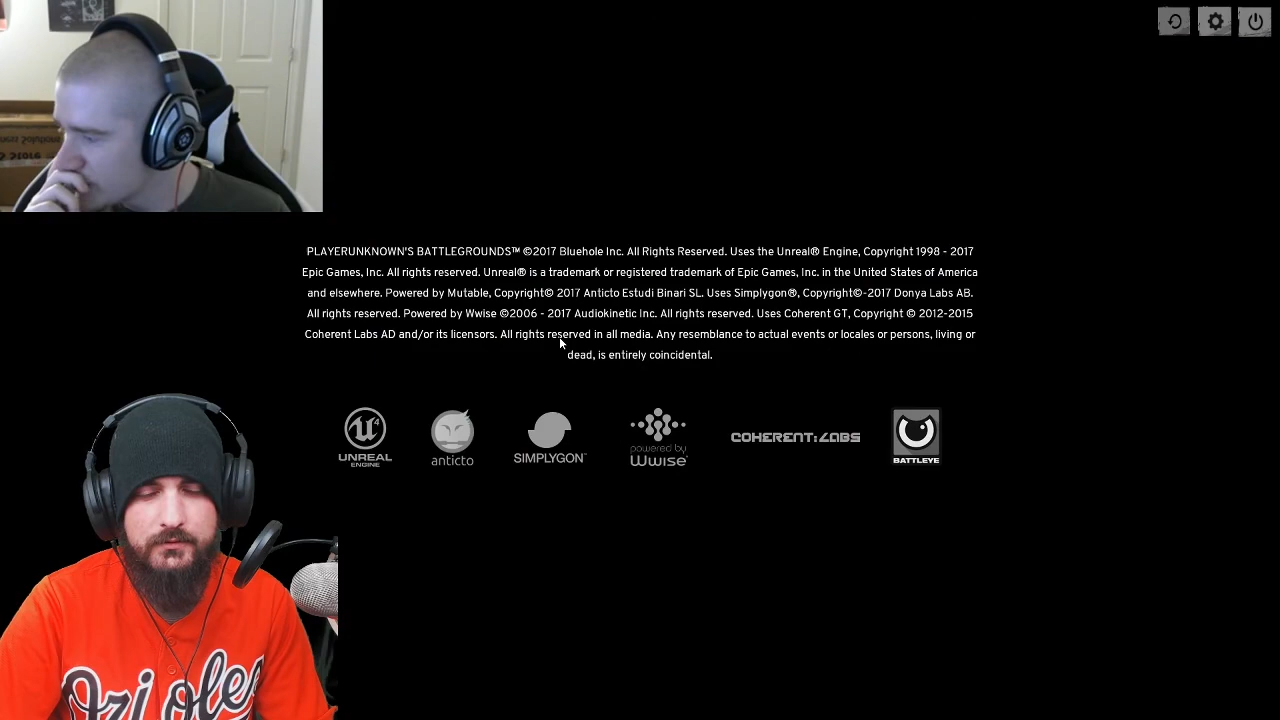 PLAYERUNKNOWN'S BATTLEGROUNDS™ ©2017 Bluehole Inc. All Rights Reserved. Uses the Unreal® Engine, Copyright 1998 - 2017
Epic Games, Inc. All rights reserved. Unreal® is a trademark or registered trademark of Epic Games, Inc. in the United States of America
and elsewhere. Powered by Mutable, Copyright© 2017 Anticto Estudi Binari SL. Uses Simplygon®, Copyright©-2017 Donya Labs AB.
All rights reserved. Powered by Wwise ©2006 - 2017 Audiokinetic Inc. All rights reserved. Uses Coherent GT, Copyright © 2012-2015
Coherent Labs AD and/or its licensors. All rights reserved in all media. Any resemblance to actual events or locales or persons, living or
dead, is entirely coincidental.
UNREAL
ENGINE
anticto
SIMPLYGON™
powered by
Wwise
COHERENT:LABS
BATTLEYE
Orioles